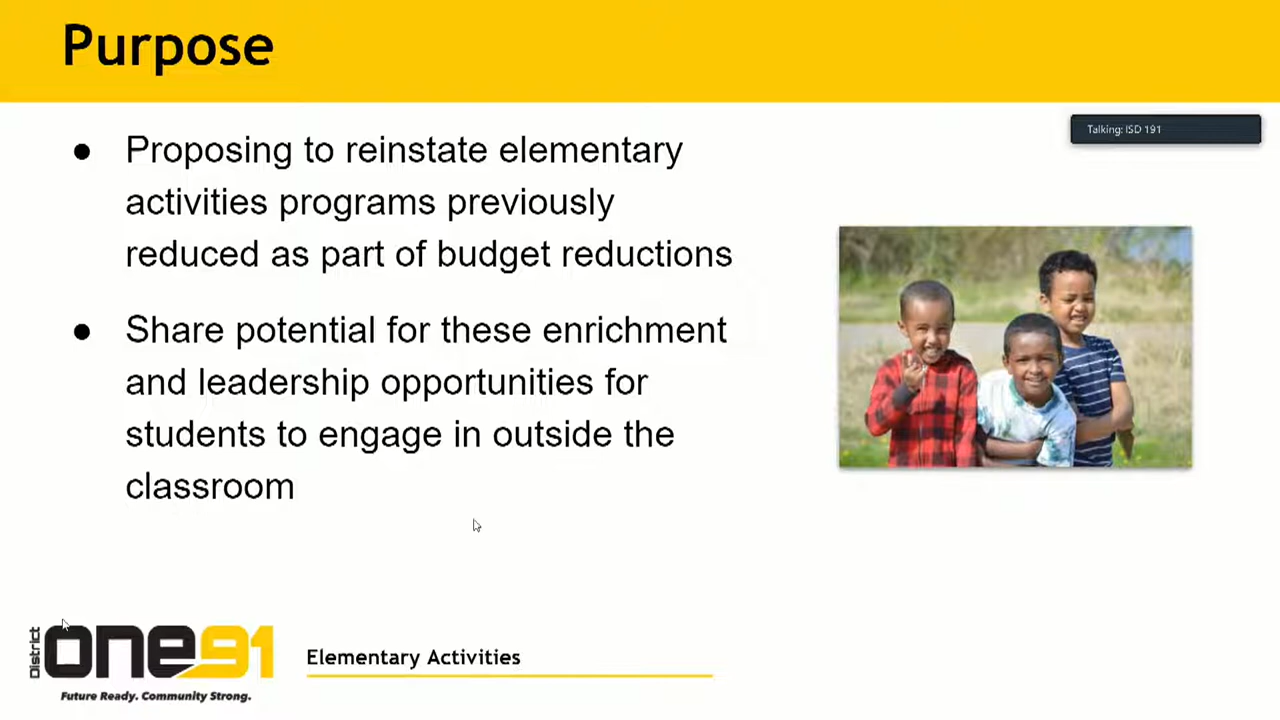 Purpose
Talking: ISD 191
● Proposing to reinstate elementary
activities programs previously
reduced as part of budget reductions
● Share potential for these enrichment
and leadership opportunities for
students to engage in outside the
classroom
District
one91
Future Ready. Community Strong.
Elementary Activities